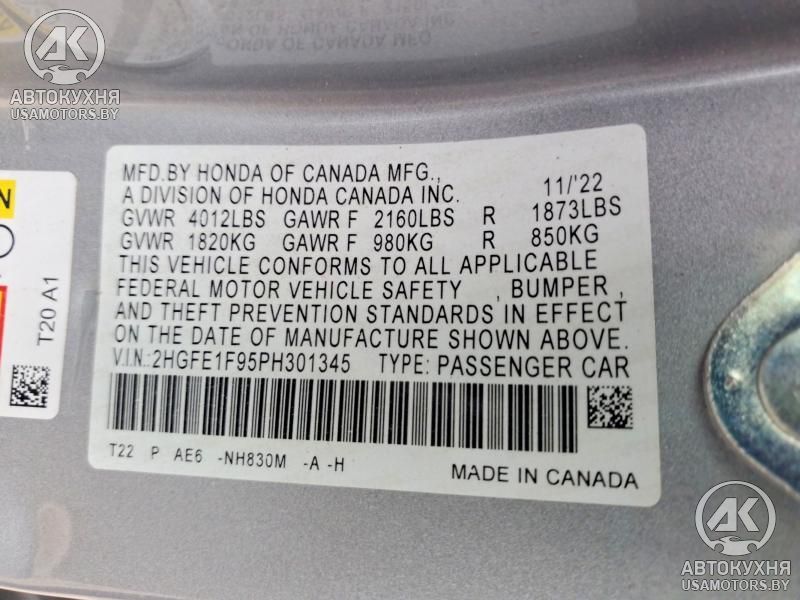 АВТОКУХНЯ
USAMOTORS.BY
MFD.BY HONDA OF CANADA MFG.,
A DIVISION OF HONDA CANADA INC. 11/'22
GVWR 4012LBS GAWR F 2160LBS R 1873LBS
GVWR 1820KG GAWR F 980KG R 850KG
THIS VEHICLE CONFORMS TO ALL APPLICABLE
FEDERAL MOTOR VEHICLE SAFETY , BUMPER ,
AND THEFT PREVENTION STANDARDS IN EFFECT
ON THE DATE OF MANUFACTURE SHOWN ABOVE.
V.I.N.:2HGFE1F95PH301345 TYPE: PASSENGER CAR
T22 P AE6 -NH830M -A -H
MADE IN CANADA
N
T20 A1
АВТОКУХНЯ
USAMOTORS.BY